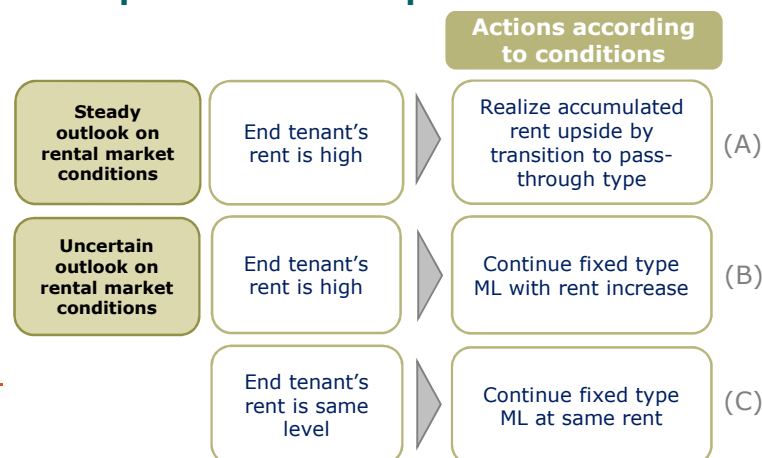 Actions according
to conditions
Steady
outlook on
rental market
conditions
End tenant’s
rent is high
Realize accumulated
rent upside by
transition to pass-
through type
(A)
Uncertain
outlook on
rental market
conditions
End tenant’s
rent is high
Continue fixed type
ML with rent increase
(B)
End tenant’s
rent is same
level
Continue fixed type
ML at same rent
(C)